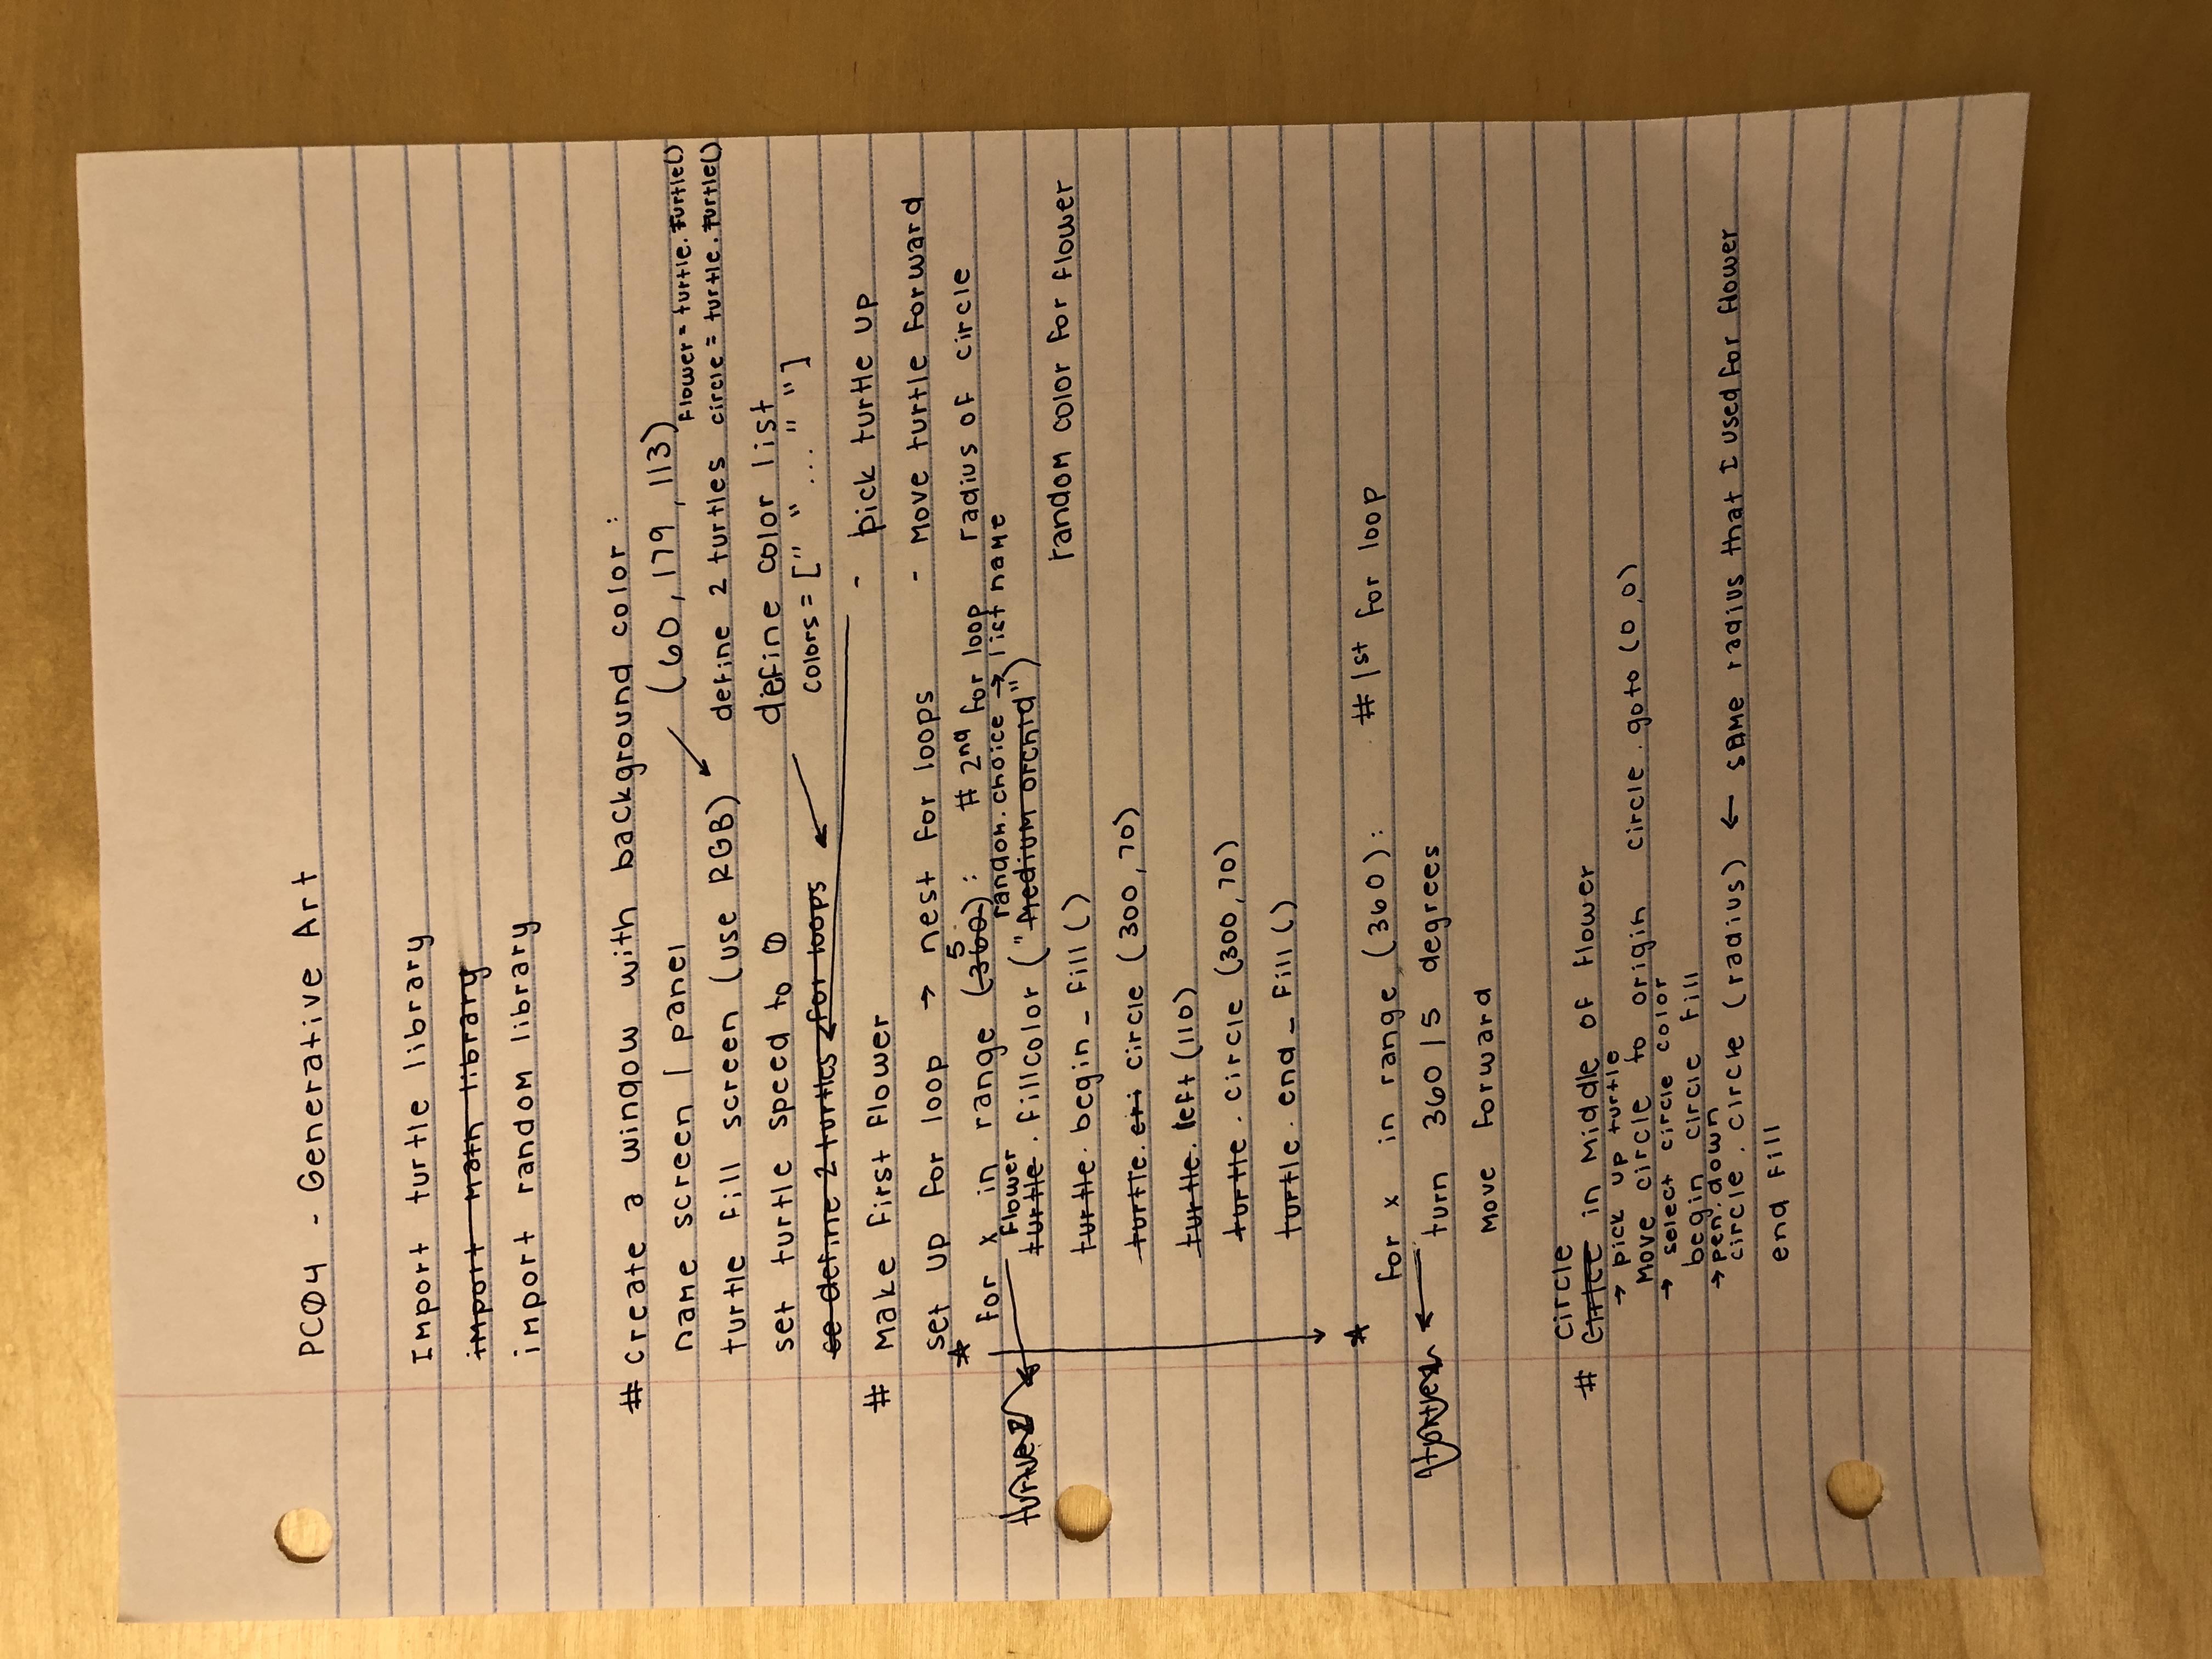 PC04 - Generative Art
Import turtle library
import math library
import random library
# create a window with background color :
name screen / panel (60, 179, 113)
flower = turtle.Turtle()
turtle fill screen (use RGB) define 2 turtles circle = turtle.Turtle()
set turtle speed to 0 define color list
ce define 2 turtles for loops colors = [" " ... " "]
# Make first flower - pick turtle up
set up for loop → nest for loops - Move turtle forward
5
for x in range (360): # 2nd for loop radius of circle
flower random.choice → list name
turtle . fillcolor ("medium orchid")
turtle. begin_fill() random color for flower
turtle. circle (300, 70)
turtle. left (110)
turtle . circle (300, 70)
turtle. end_fill()
for x in range (360): # 1st for loop
turn 360 / 5 degrees
Move forward
circle
# in Middle of flower
→ pick up turtle
Move circle to origin circle.goto (0,0)
→ select circle color
begin circle fill
→ pen.down
circle . circle (radius) ← same radius that I used for flower
end fill